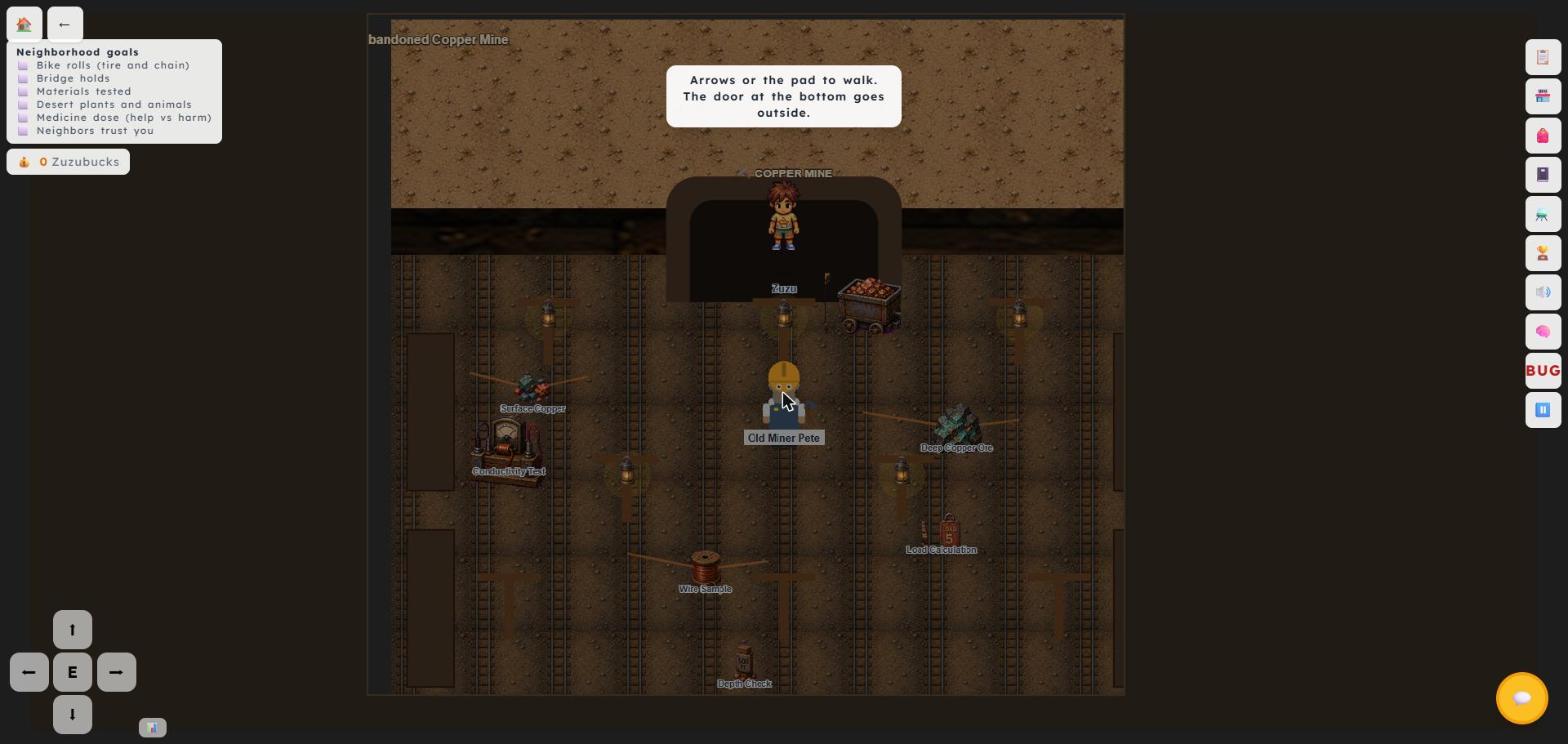 Neighborhood goals
Bike rolls (tire and chain)
Bridge holds
Materials tested
Desert plants and animals
Medicine dose (help vs harm)
Neighbors trust you
0 Zuzubucks
bandoned Copper Mine
Arrows or the pad to walk.
The door at the bottom goes
outside.
COPPER MINE
Zuzu
Surface Copper
Old Miner Pete
Deep Copper Ore
Conductivity Test
Load Calculation
Wire Sample
Depth Check
E
BUG